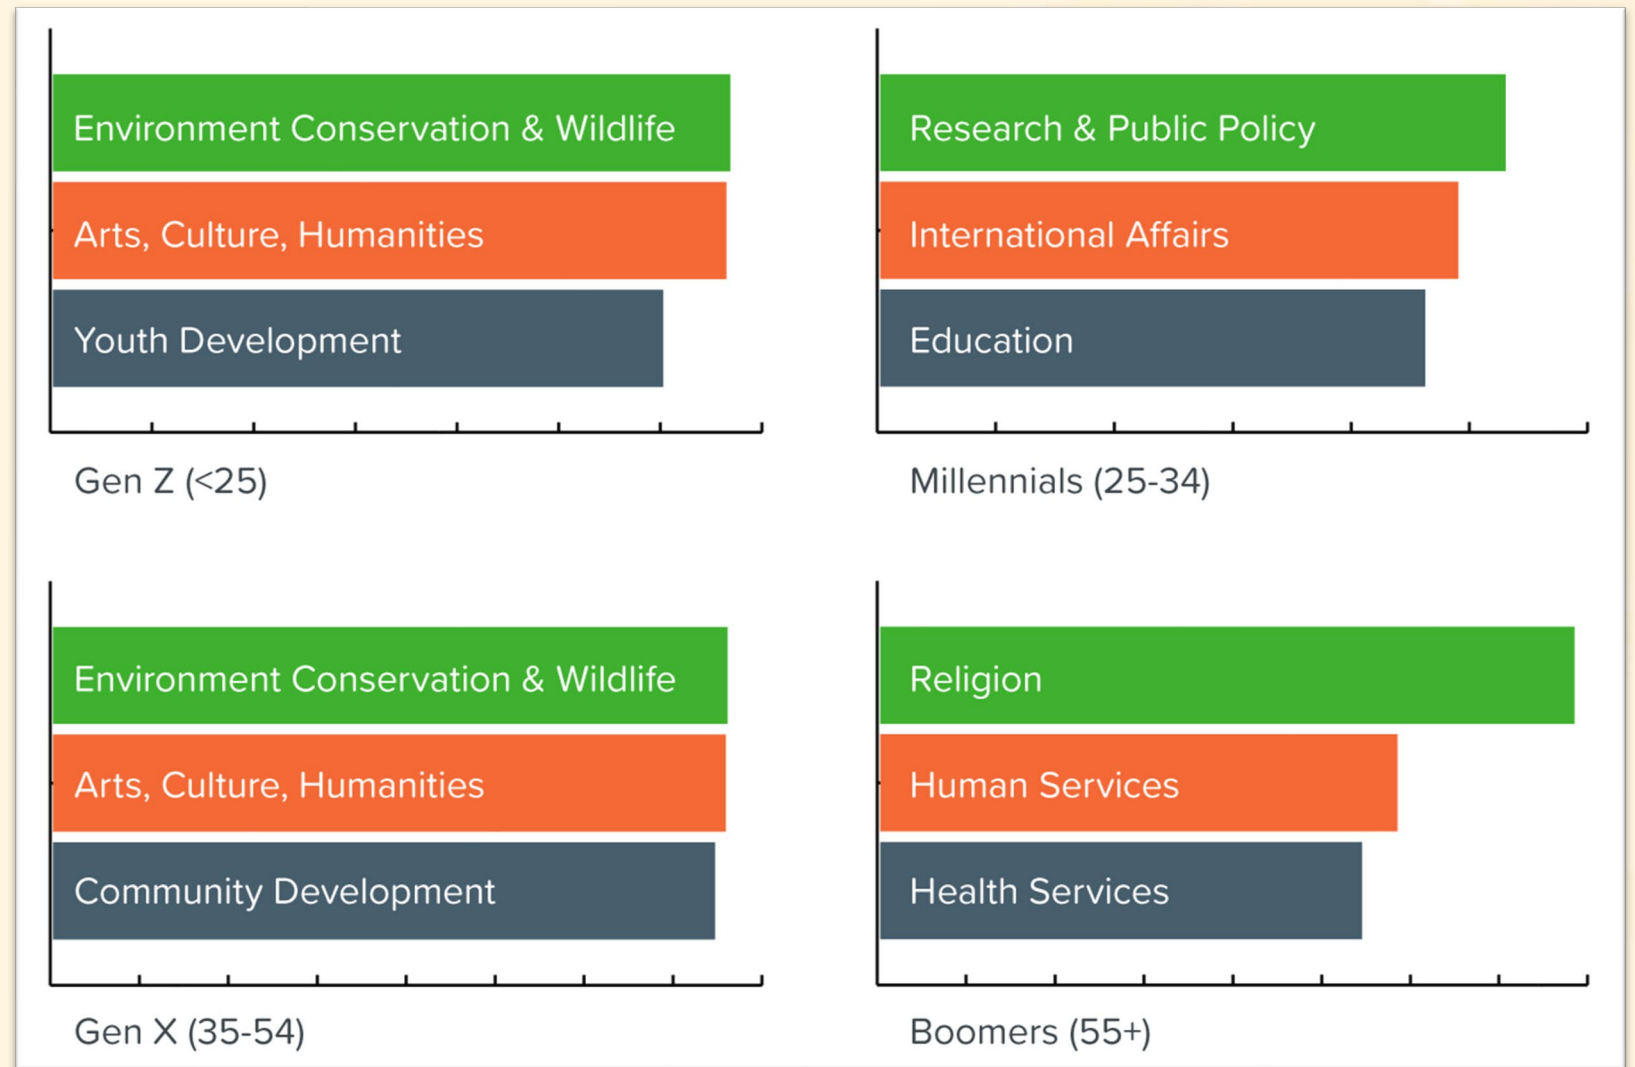 Environment Conservation & Wildlife
Arts, Culture, Humanities
Youth Development
Gen Z (<25)
Research & Public Policy
International Affairs
Education
Millennials (25-34)
Environment Conservation & Wildlife
Arts, Culture, Humanities
Community Development
Gen X (35-54)
Religion
Human Services
Health Services
Boomers (55+)